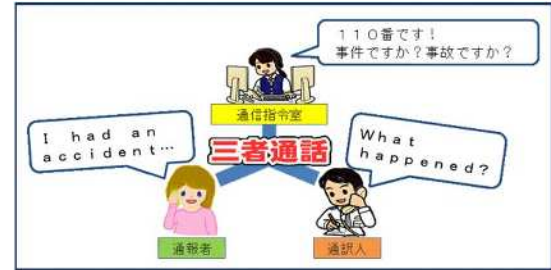 110番です！
事件ですか？事故ですか？
通信指令室
I had an
accident…
三者通話
What
happened?
通報者
通訳人